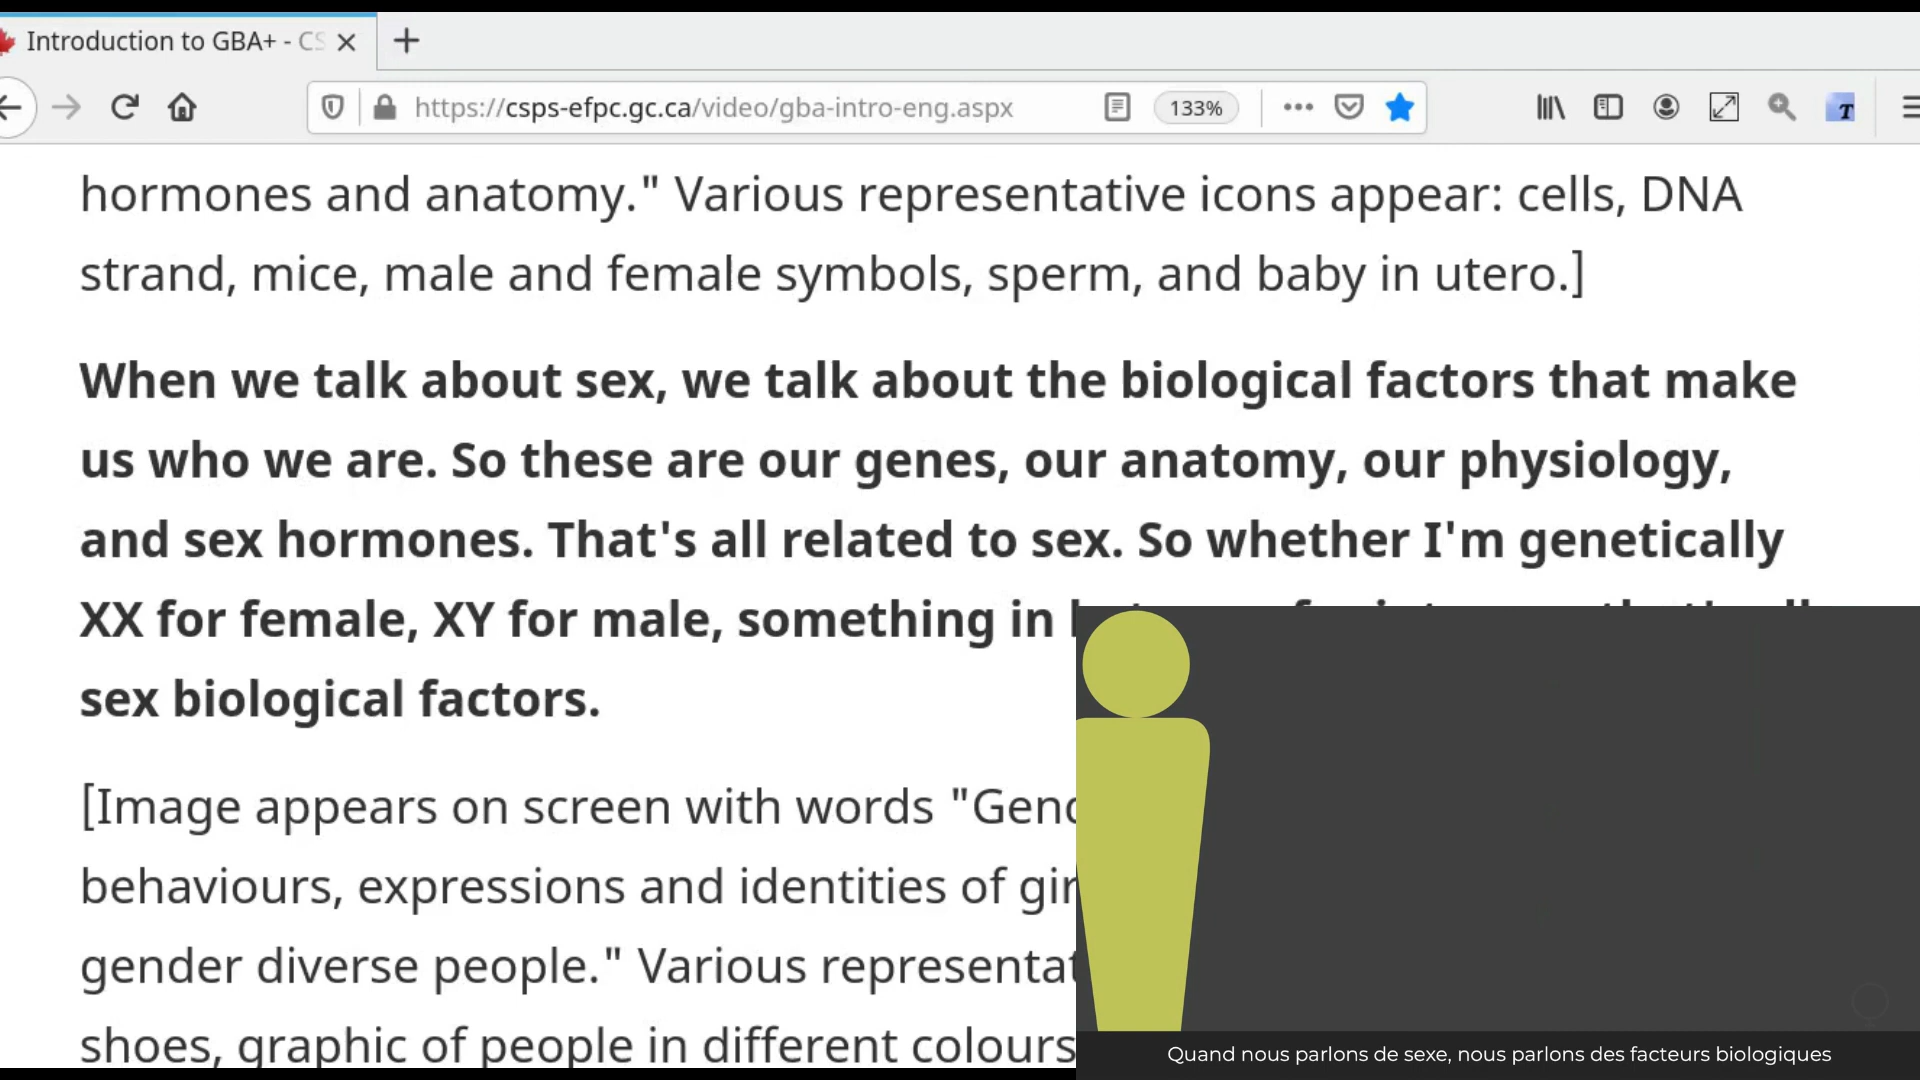 Introduction to GBA+ - CS
https://csps-efpc.gc.ca/video/gba-intro-eng.aspx
133%
T
hormones and anatomy." Various representative icons appear: cells, DNA
strand, mice, male and female symbols, sperm, and baby in utero.]
When we talk about sex, we talk about the biological factors that make
us who we are. So these are our genes, our anatomy, our physiology,
and sex hormones. That's all related to sex. So whether I'm genetically
XX for female, XY for male, something in
sex biological factors.
[Image appears on screen with words "Gen
behaviours, expressions and identities of
gender diverse people." Various
shoes, graphic of people in different colours
Quand nous parlons de sexe, nous parlons des facteurs biologiques